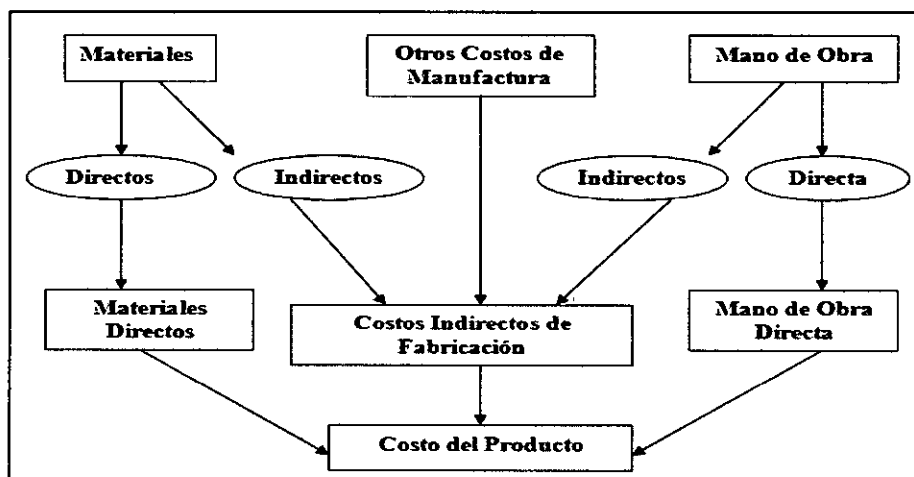 Materiales
Otros Costos de
Manufactura
Mano de Obra
Directos
Indirectos
Indirectos
Directa
Materiales
Directos
Costos Indirectos de
Fabricación
Mano de Obra
Directa
Costo del Producto